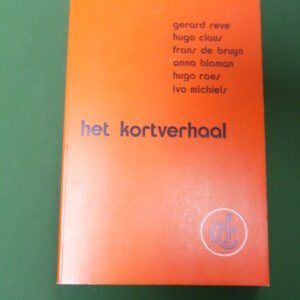 gerard reve
hugo claus
frans de bruyn
anna blaman
hugo raes
ivo michiels
het kortverhaal